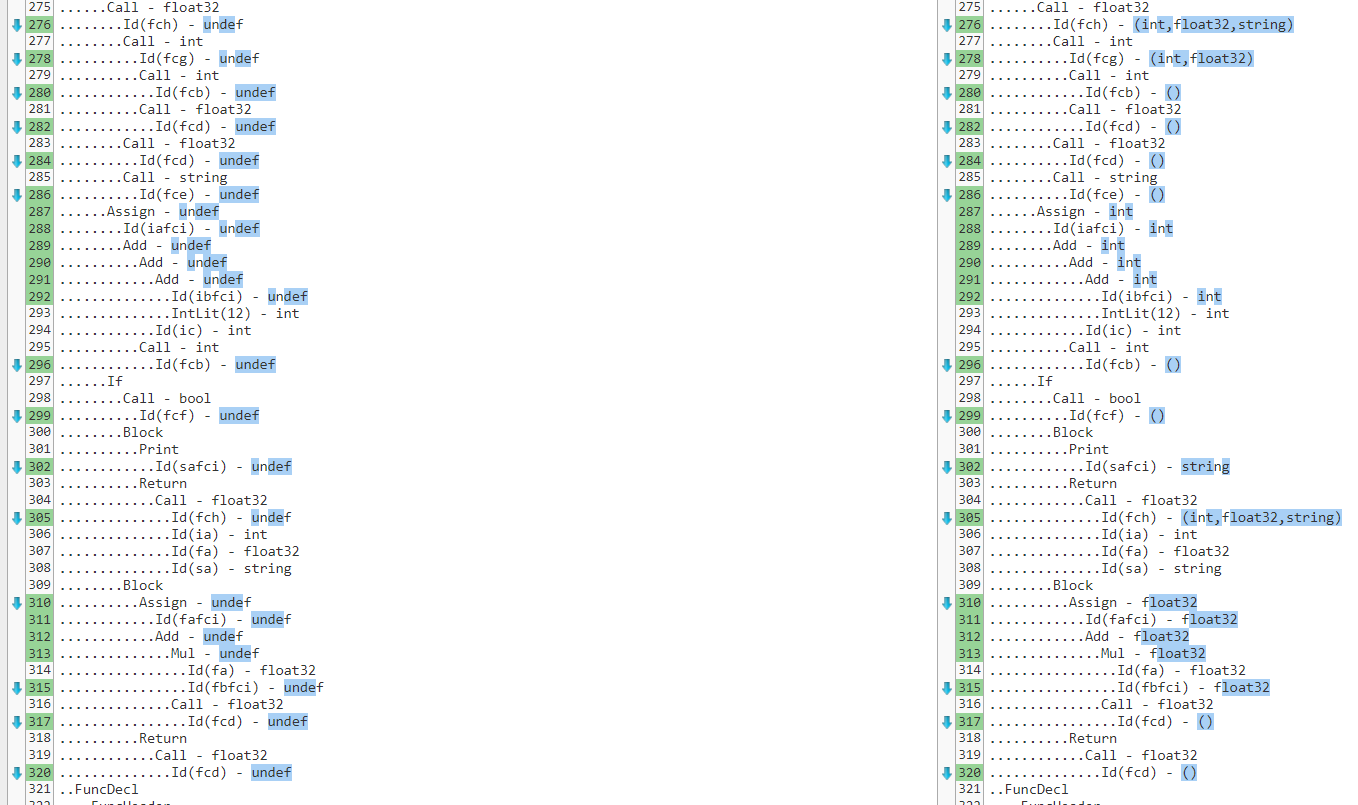 275 ......Call - float32
276 ........Id(fch) - undef
277 ........Call - int
278 ..........Id(fcg) - undef
279 ..........Call - int
280 ............Id(fcb) - undef
281 ..........Call - float32
282 ............Id(fcd) - undef
283 ........Call - float32
284 ..........Id(fcd) - undef
285 ........Call - string
286 ..........Id(fce) - undef
287 ......Assign - undef
288 ........Id(iafci) - undef
289 ........Add - undef
290 ..........Add - undef
291 ............Add - undef
292 ..............Id(ibfci) - undef
293 ..............IntLit(12) - int
294 ............Id(ic) - int
295 ..........Call - int
296 ............Id(fcb) - undef
297 ......If
298 ........Call - bool
299 ..........Id(fcf) - undef
300 ........Block
301 ..........Print
302 ............Id(safci) - undef
303 ..........Return
304 ............Call - float32
305 ..............Id(fch) - undef
306 ..............Id(ia) - int
307 ..............Id(fa) - float32
308 ..............Id(sa) - string
309 ........Block
310 ..........Assign - undef
311 ............Id(fafci) - undef
312 ............Add - undef
313 ..............Mul - undef
314 ................Id(fa) - float32
315 ................Id(fbfci) - undef
316 ..............Call - float32
317 ................Id(fcd) - undef
318 ..........Return
319 ............Call - float32
320 ..............Id(fcd) - undef
321 ..FuncDecl
322 ....FuncHeader
275 ......Call - float32
276 ........Id(fch) - (int,float32,string)
277 ........Call - int
278 ..........Id(fcg) - (int,float32)
279 ..........Call - int
280 ............Id(fcb) - ()
281 ..........Call - float32
282 ............Id(fcd) - ()
283 ........Call - float32
284 ..........Id(fcd) - ()
285 ........Call - string
286 ..........Id(fce) - ()
287 ......Assign - int
288 ........Id(iafci) - int
289 ........Add - int
290 ..........Add - int
291 ............Add - int
292 ..............Id(ibfci) - int
293 ..............IntLit(12) - int
294 ............Id(ic) - int
295 ..........Call - int
296 ............Id(fcb) - ()
297 ......If
298 ........Call - bool
299 ..........Id(fcf) - ()
300 ........Block
301 ..........Print
302 ............Id(safci) - string
303 ..........Return
304 ............Call - float32
305 ..............Id(fch) - (int,float32,string)
306 ..............Id(ia) - int
307 ..............Id(fa) - float32
308 ..............Id(sa) - string
309 ........Block
310 ..........Assign - float32
311 ............Id(fafci) - float32
312 ............Add - float32
313 ..............Mul - float32
314 ................Id(fa) - float32
315 ................Id(fbfci) - float32
316 ..............Call - float32
317 ................Id(fcd) - ()
318 ..........Return
319 ............Call - float32
320 ..............Id(fcd) - ()
321 ..FuncDecl
322 ....FuncHeader